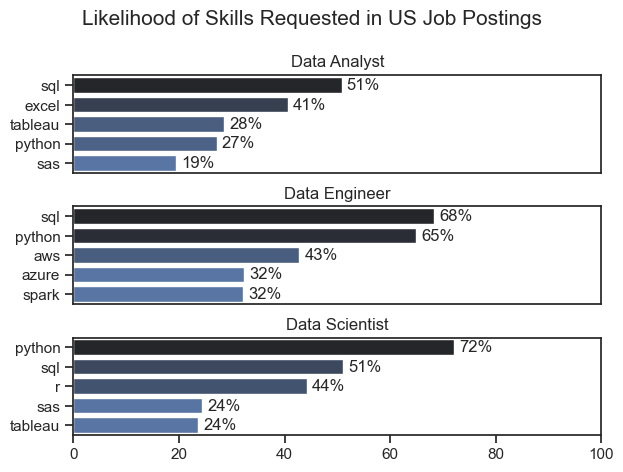 Likelihood of Skills Requested in US Job Postings
Data Analyst
sql 51%
excel 41%
tableau 28%
python 27%
sas 19%
Data Engineer
sql 68%
python 65%
aws 43%
azure 32%
spark 32%
Data Scientist
python 72%
sql 51%
r 44%
sas 24%
tableau 24%
0 20 40 60 80 100